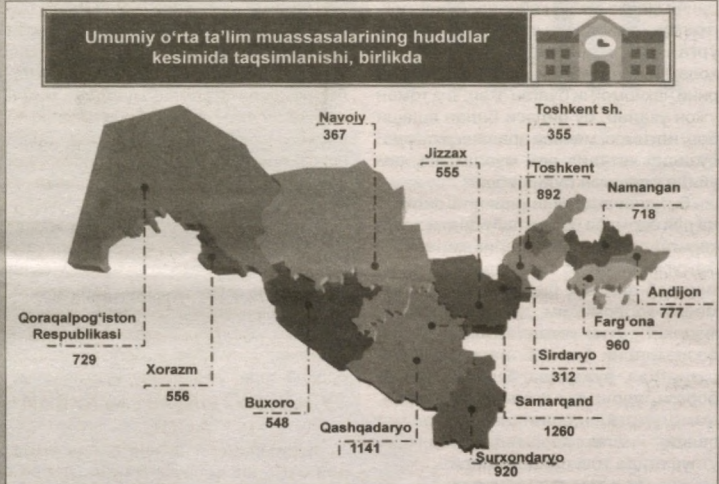 Umumiy o‘rta ta’lim muassasalarining hududlar
kesimida taqsimlanishi, birlikda
Toshkent sh.
355
Navoiy
367
Jizzax
555
Toshkent
892
Namangan
718
Andijon
777
Farg‘ona
960
Qoraqalpog‘iston
Respublikasi
729
Xorazm
556
Sirdaryo
312
Buxoro
548
Samarqand
1260
Qashqadaryo
1141
Surxondaryo
920